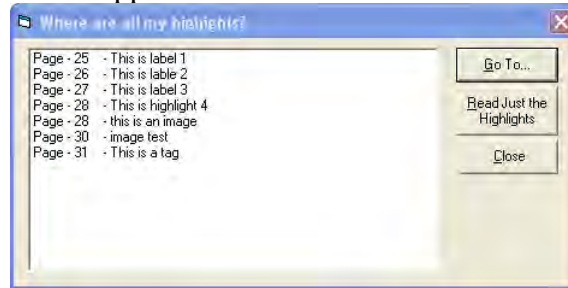 Where are all my highlights?
Page - 25 - This is label 1
Page - 26 - This is lable 2
Page - 27 - This is label 3
Page - 28 - This is highlight 4
Page - 28 - this is an image
Page - 30 - image test
Page - 31 - This is a tag
Go To...
Read Just the
Highlights
Close